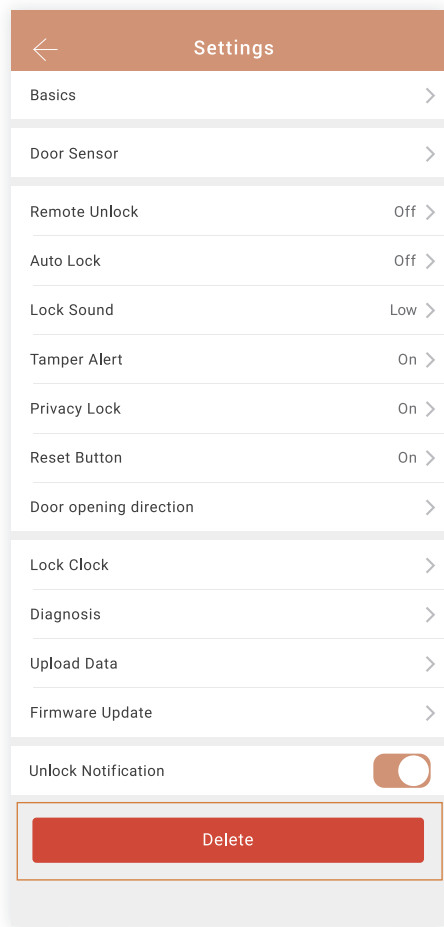 Settings
Basics
Door Sensor
Remote Unlock Off
Auto Lock Off
Lock Sound Low
Tamper Alert On
Privacy Lock On
Reset Button On
Door opening direction
Lock Clock
Diagnosis
Upload Data
Firmware Update
Unlock Notification
Delete